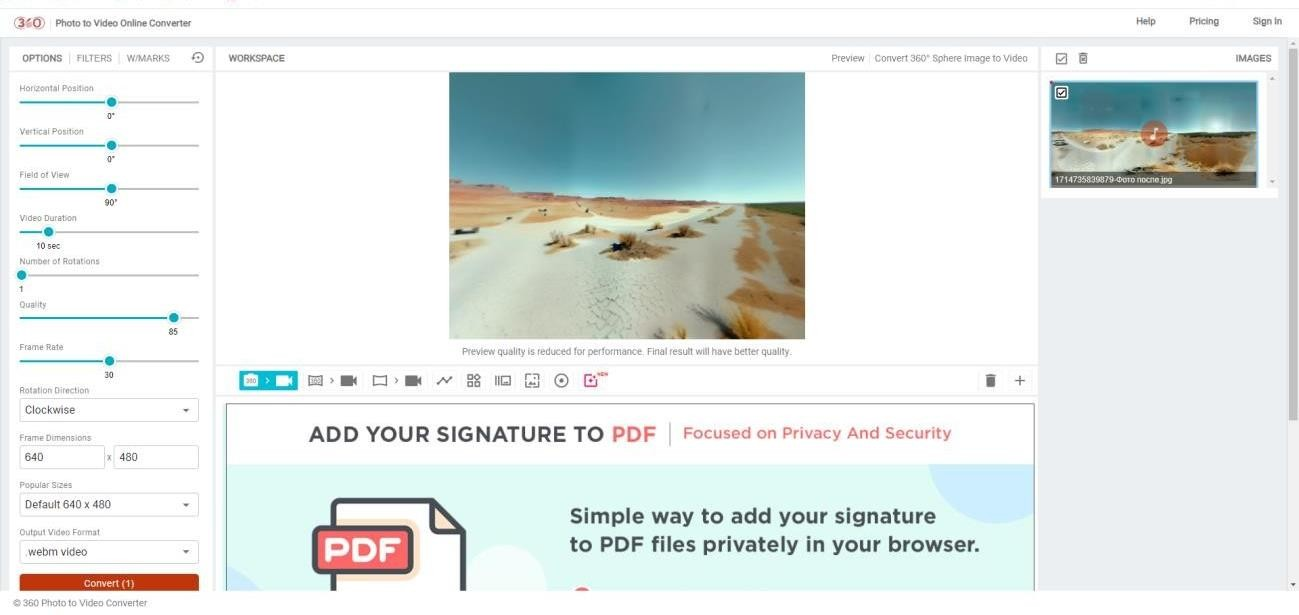 360 Photo to Video Online Converter
Help Pricing Sign In
OPTIONS FILTERS W/MARKS
WORKSPACE
Preview Convert 360° Sphere Image to Video
IMAGES
Horizontal Position
0°
Vertical Position
0°
Field of View
90°
Video Duration
10 sec
Number of Rotations
1
Quality
85
Frame Rate
30
Rotation Direction
Clockwise
Frame Dimensions
640 x 480
Popular Sizes
Default 640 x 480
Output Video Format
.webm video
Convert (1)
1714735839879-Фото после.jpg
Preview quality is reduced for performance. Final result will have better quality.
360
360
NEW
ADD YOUR SIGNATURE TO PDF Focused on Privacy And Security
PDF
Simple way to add your signature
to PDF files privately in your browser.
© 360 Photo to Video Converter